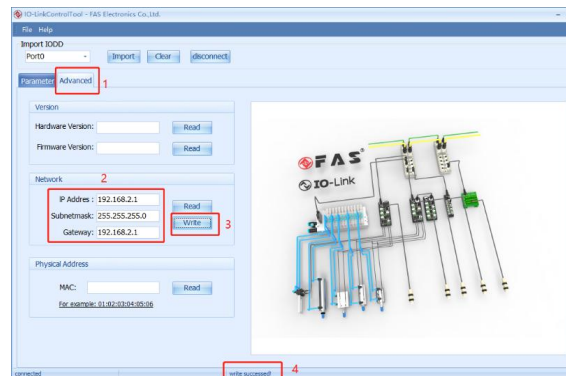 IO-LinkControlTool - FAS Electronics Co.,Ltd.
File Help
Import IODD
Port0 Import Clear disconnect
Parameter Advanced 1
Version
Hardware Version: Read
Firmware Version: Read
Network 2
IP Addres : 192.168.2.1 Read
Subnetmask: 255.255.255.0 Write 3
Gateway: 192.168.2.1
Physical Address
MAC: Read
For example: 01:02:03:04:05:06
FAS
IO-Link
connected write successed! 4